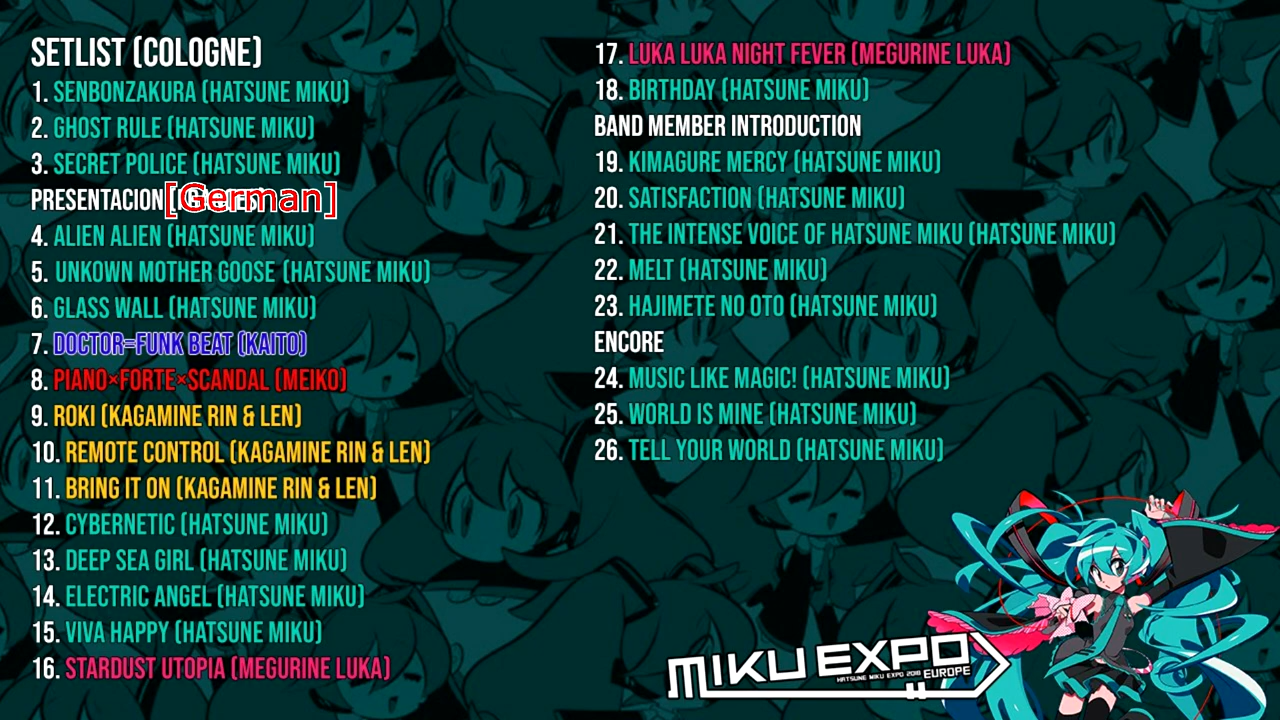 SETLIST (COLOGNE)
1. SENBONZAKURA (HATSUNE MIKU)
2. GHOST RULE (HATSUNE MIKU)
3. SECRET POLICE (HATSUNE MIKU)
PRESENTACION [German]
4. ALIEN ALIEN (HATSUNE MIKU)
5. UNKOWN MOTHER GOOSE (HATSUNE MIKU)
6. GLASS WALL (HATSUNE MIKU)
7. DOCTOR=FUNK BEAT (KAITO)
8. PIANO×FORTE×SCANDAL (MEIKO)
9. ROKI (KAGAMINE RIN & LEN)
10. REMOTE CONTROL (KAGAMINE RIN & LEN)
11. BRING IT ON (KAGAMINE RIN & LEN)
12. CYBERNETIC (HATSUNE MIKU)
13. DEEP SEA GIRL (HATSUNE MIKU)
14. ELECTRIC ANGEL (HATSUNE MIKU)
15. VIVA HAPPY (HATSUNE MIKU)
16. STARDUST UTOPIA (MEGURINE LUKA)
17. LUKA LUKA NIGHT FEVER (MEGURINE LUKA)
18. BIRTHDAY (HATSUNE MIKU)
BAND MEMBER INTRODUCTION
19. KIMAGURE MERCY (HATSUNE MIKU)
20. SATISFACTION (HATSUNE MIKU)
21. THE INTENSE VOICE OF HATSUNE MIKU (HATSUNE MIKU)
22. MELT (HATSUNE MIKU)
23. HAJIMETE NO OTO (HATSUNE MIKU)
ENCORE
24. MUSIC LIKE MAGIC! (HATSUNE MIKU)
25. WORLD IS MINE (HATSUNE MIKU)
26. TELL YOUR WORLD (HATSUNE MIKU)
MIKU EXPO
HATSUNE MIKU EXPO 2018 EUROPE